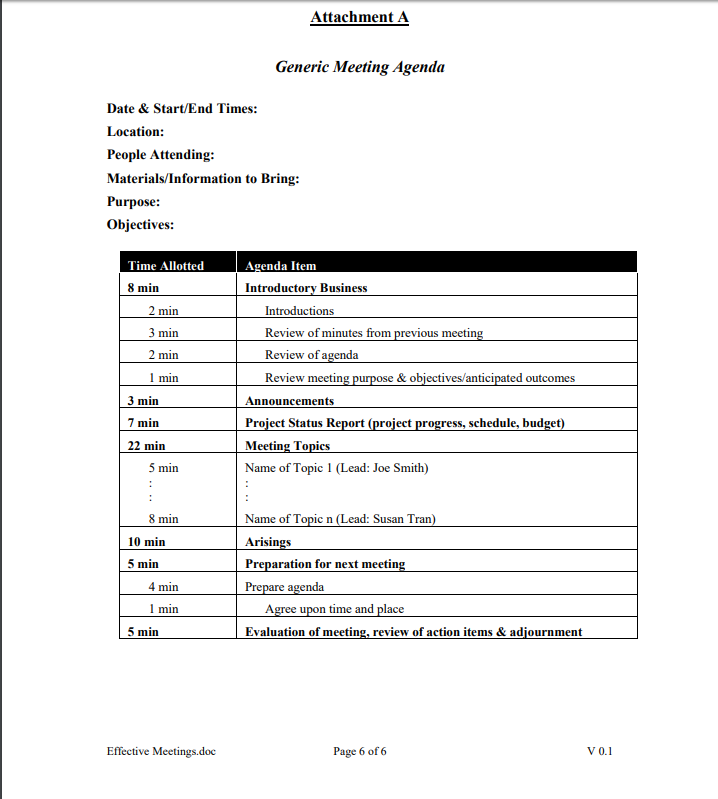 Attachment A
Generic Meeting Agenda
Date & Start/End Times:
Location:
People Attending:
Materials/Information to Bring:
Purpose:
Objectives:
Time Allotted Agenda Item
8 min Introductory Business
2 min Introductions
3 min Review of minutes from previous meeting
2 min Review of agenda
1 min Review meeting purpose & objectives/anticipated outcomes
3 min Announcements
7 min Project Status Report (project progress, schedule, budget)
22 min Meeting Topics
5 min Name of Topic 1 (Lead: Joe Smith)
: :
: :
8 min Name of Topic n (Lead: Susan Tran)
10 min Arisings
5 min Preparation for next meeting
4 min Prepare agenda
1 min Agree upon time and place
5 min Evaluation of meeting, review of action items & adjournment
Effective Meetings.doc Page 6 of 6 V 0.1